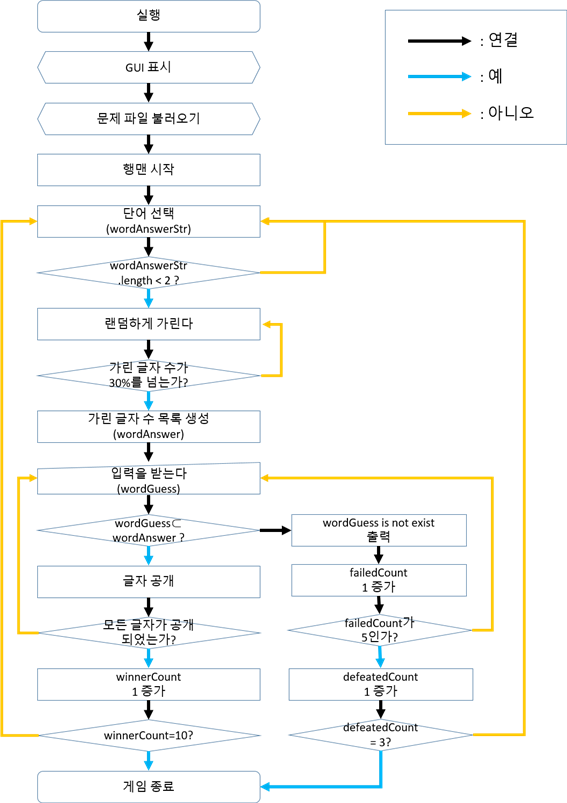 실행
: 연결
GUI 표시
: 예
: 아니오
문제 파일 불러오기
행맨 시작
단어 선택
(wordAnswerStr)
wordAnswerStr
.length < 2 ?
랜덤하게 가린다
가린 글자 수가
30%를 넘는가?
가린 글자 수 목록 생성
(wordAnswer)
입력을 받는다
(wordGuess)
wordGuess⊂
wordAnswer ?
wordGuess is not exist
출력
글자 공개
failedCount
1 증가
모든 글자가 공개
되었는가?
failedCount가
5인가?
winnerCount
1 증가
defeatedCount
1 증가
winnerCount=10?
defeatedCount
= 3?
게임 종료